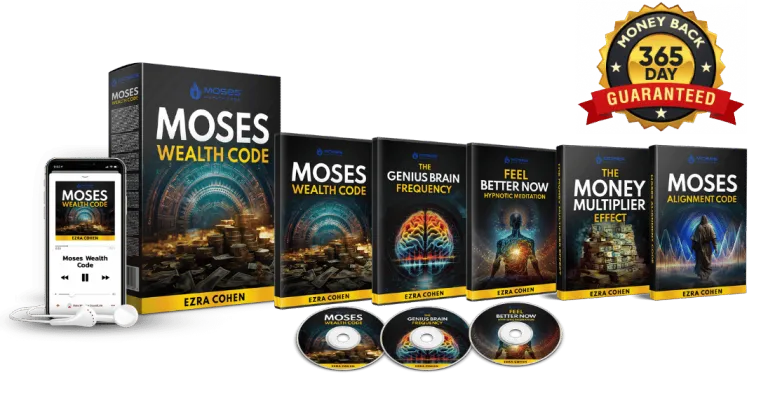 MONEY BACK
365
DAY
GUARANTEED
MOSES
MOSES
WEALTH CODE
EZRA COHEN
MOSES
WEALTH CODE
EZRA COHEN
Moses Wealth
Code
MOSES
WEALTH CODE
EZRA COHEN
THE
GENIUS BRAIN
FREQUENCY
EZRA COHEN
FEEL
BETTER NOW
HYPNOTIC MEDITATION
EZRA COHEN
THE
MONEY
MULTIPLIER
EFFECT
EZRA COHEN
MOSES
ALIGNMENT CODE
EZRA COHEN
MOSES
WEALTH CODE
GENIUS BRAIN
FREQUENCY
FEEL
BETTER NOW